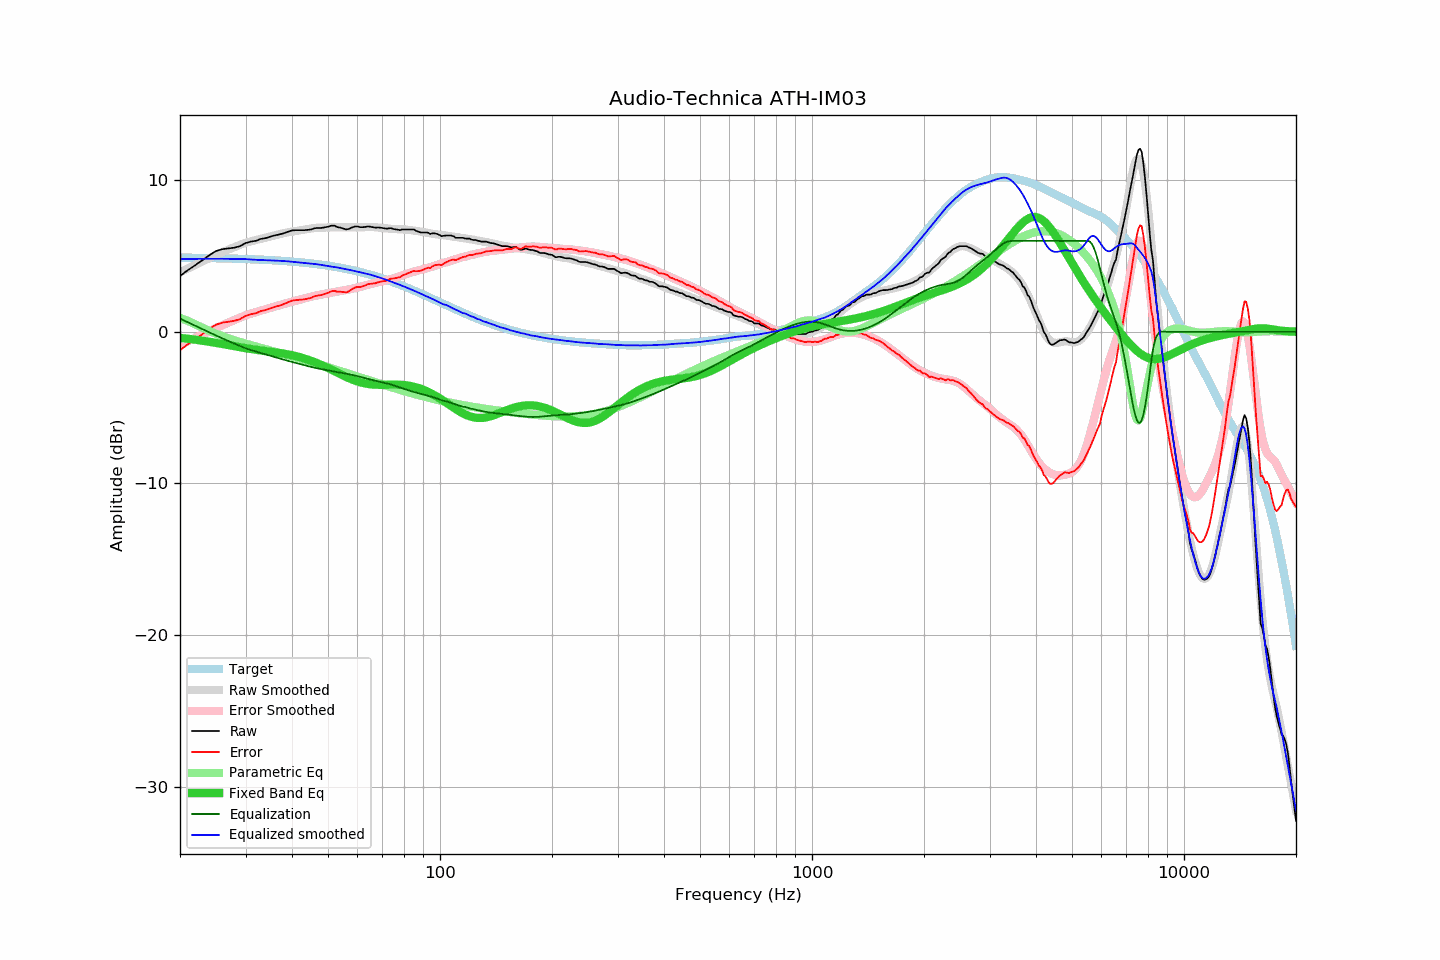 Audio-Technica ATH-IM03
Amplitude (dBr)
10
0
−10
−20
−30
Target
Raw Smoothed
Error Smoothed
Raw
Error
Parametric Eq
Fixed Band Eq
Equalization
Equalized smoothed
100
1000
10000
Frequency (Hz)